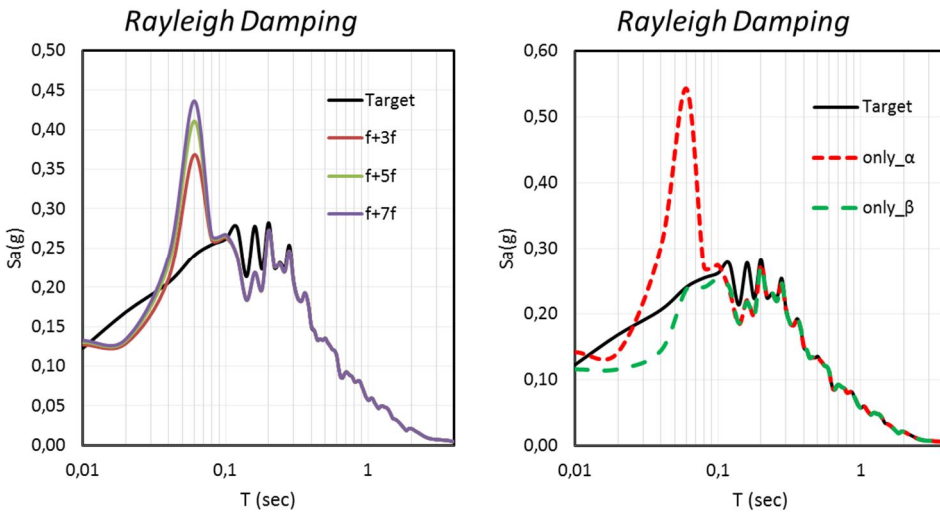 Rayleigh Damping
0,50
0,45
0,40
0,35
0,30
0,25
0,20
0,15
0,10
0,05
0,00
Sa(g)
0,01
0,1
1
T (sec)
Target
f+3f
f+5f
f+7f
Rayleigh Damping
0,60
0,50
0,40
0,30
0,20
0,10
0,00
Sa(g)
0,01
0,1
1
T (sec)
Target
only_α
only_β